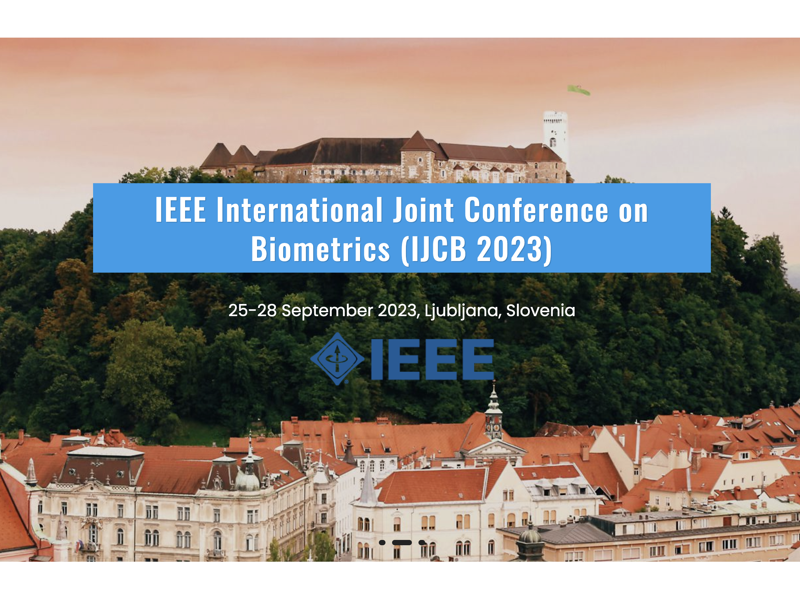 IEEE International Joint Conference on
Biometrics (IJCB 2023)
25-28 September 2023, Ljubljana, Slovenia
IEEE